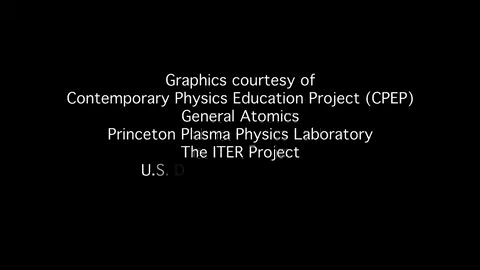 Graphics courtesy of
Contemporary Physics Education Project (CPEP)
General Atomics
Princeton Plasma Physics Laboratory
The ITER Project
U.S. D